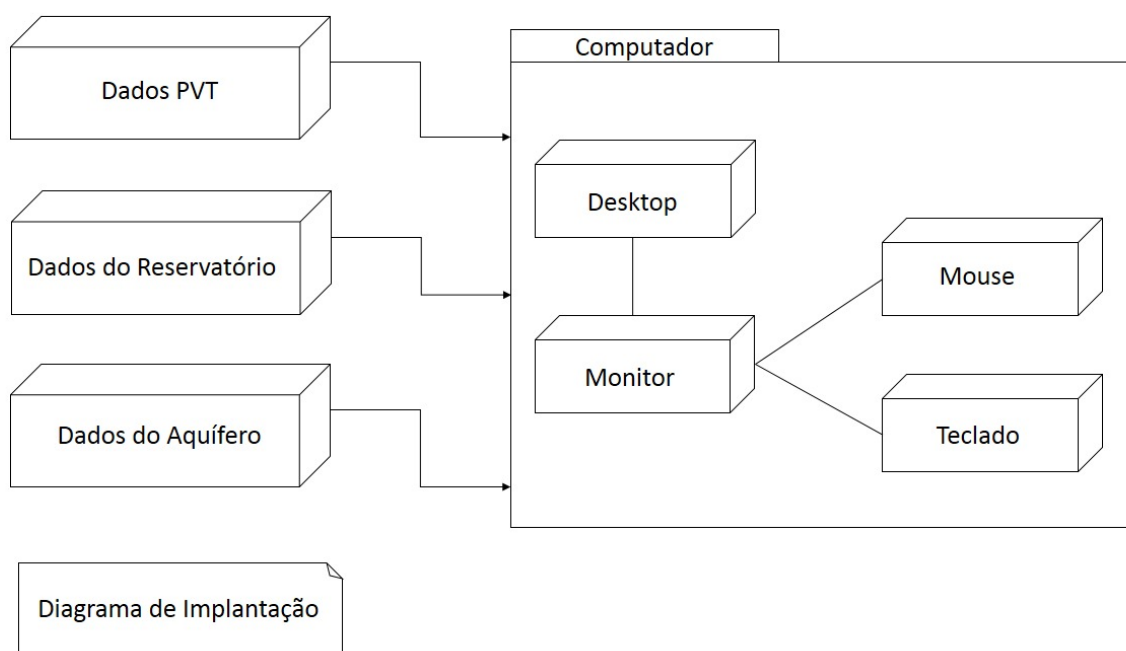 Computador
Dados PVT
Desktop
Dados do Reservatório
Mouse
Monitor
Dados do Aquífero
Teclado
Diagrama de Implantação